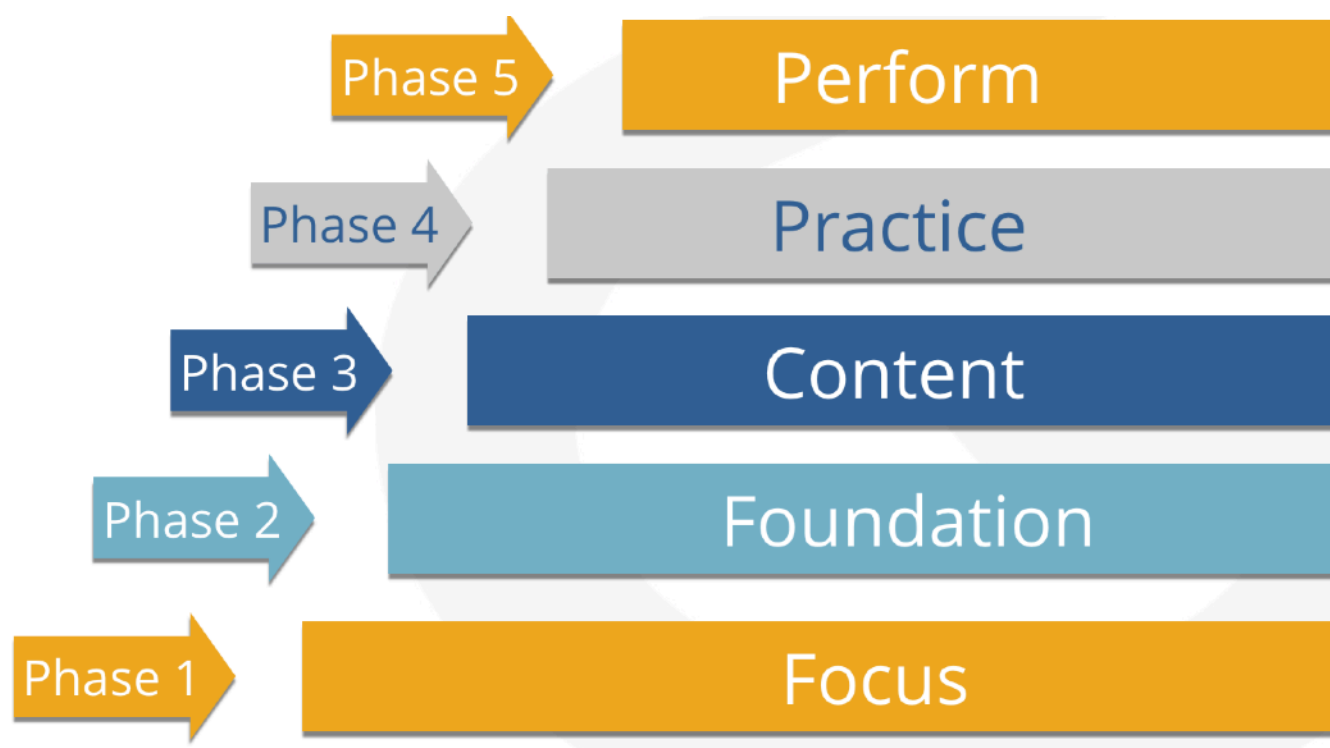 Phase 5 Perform
Phase 4 Practice
Phase 3 Content
Phase 2 Foundation
Phase 1 Focus